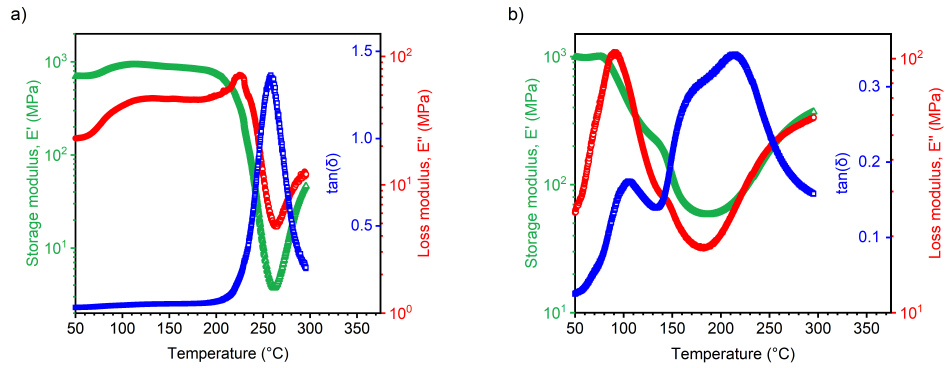 a)
b)
Storage modulus, E' (MPa)
10³
10²
10¹
1.5
1.0
0.5
tan(δ)
10²
10¹
10⁰
Loss modulus, E'' (MPa)
50 100 150 200 250 300 350
Temperature (°C)
Storage modulus, E' (MPa)
10³
10²
10¹
0.3
0.2
0.1
tan(δ)
10²
10¹
Loss modulus, E'' (MPa)
50 100 150 200 250 300 350
Temperature (°C)